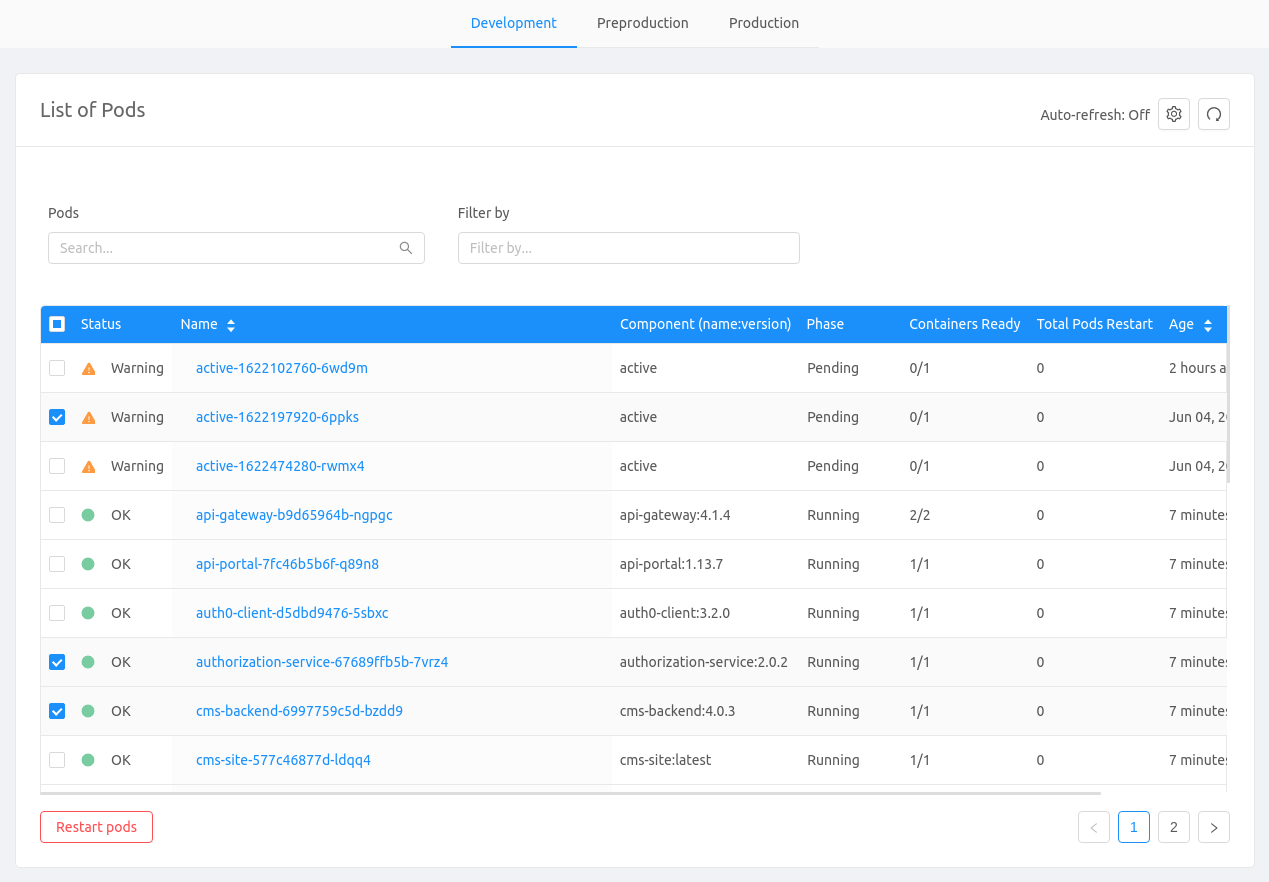 Development Preproduction Production
List of Pods
Auto-refresh: Off
Pods Filter by
Search... Filter by...
Status Name Component (name:version) Phase Containers Ready Total Pods Restart Age
Warning active-1622102760-6wd9m active Pending 0/1 0 2 hours a
Warning active-1622197920-6ppks active Pending 0/1 0 Jun 04, 2
Warning active-1622474280-rwmx4 active Pending 0/1 0 Jun 04, 2
OK api-gateway-b9d65964b-ngpgc api-gateway:4.1.4 Running 2/2 0 7 minutes
OK api-portal-7fc46b5b6f-q89n8 api-portal:1.13.7 Running 1/1 0 7 minutes
OK auth0-client-d5dbd9476-5sbxc auth0-client:3.2.0 Running 1/1 0 7 minutes
OK authorization-service-67689ffb5b-7vrz4 authorization-service:2.0.2 Running 1/1 0 7 minutes
OK cms-backend-6997759c5d-bzdd9 cms-backend:4.0.3 Running 1/1 0 7 minutes
OK cms-site-577c46877d-ldqq4 cms-site:latest Running 1/1 0 7 minutes
Restart pods < 1 2 >